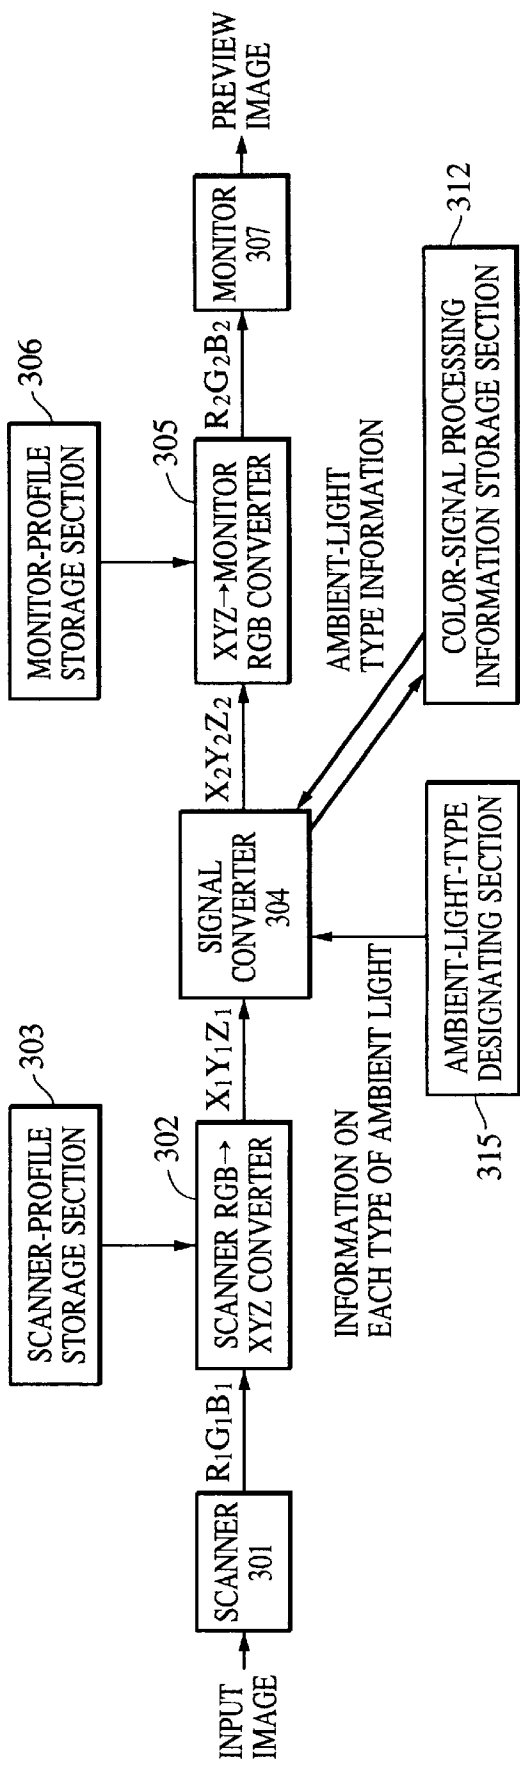 INPUT
IMAGE
SCANNER
301
R1G1B1
SCANNER-PROFILE
STORAGE SECTION
303
SCANNER RGB→
XYZ CONVERTER
302
X1Y1Z1
SIGNAL
CONVERTER
304
INFORMATION ON
EACH TYPE OF AMBIENT LIGHT
AMBIENT-LIGHT-TYPE
DESIGNATING SECTION
315
X2Y2Z2
MONITOR-PROFILE
STORAGE SECTION
306
XYZ→MONITOR
RGB CONVERTER
305
AMBIENT-LIGHT
TYPE INFORMATION
COLOR-SIGNAL PROCESSING
INFORMATION STORAGE SECTION
312
R2G2B2
MONITOR
307
PREVIEW
IMAGE